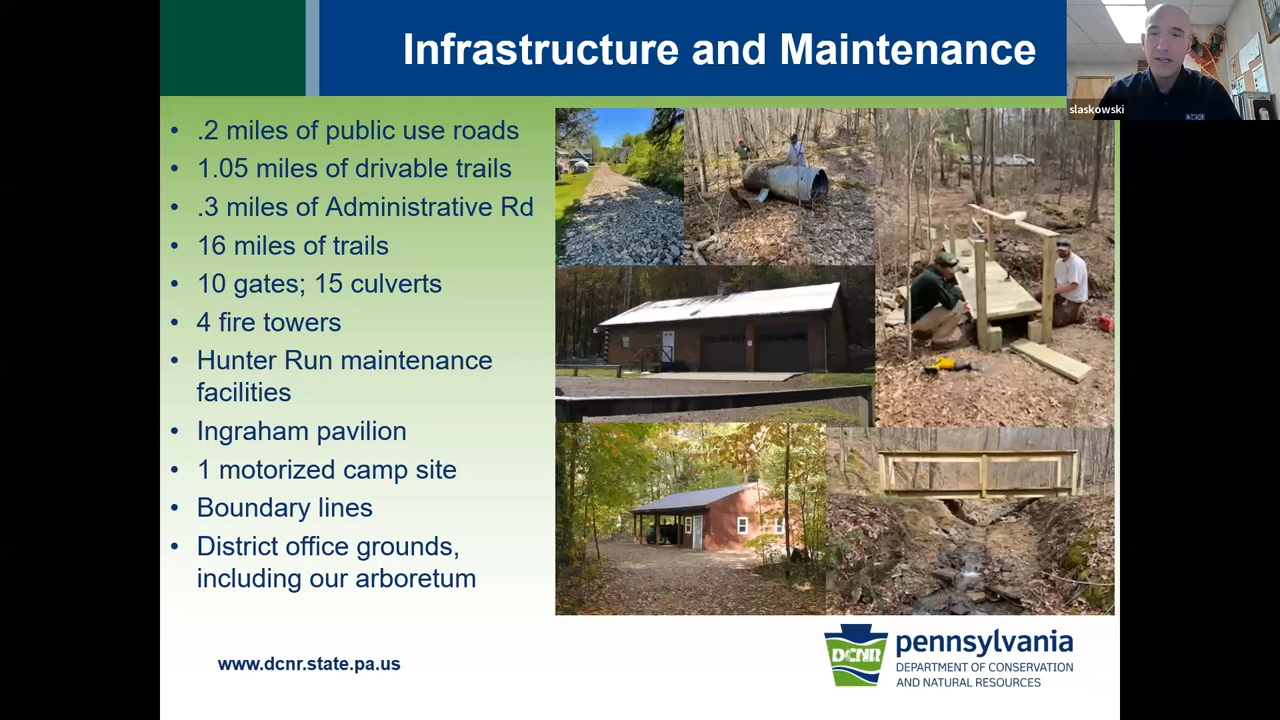 Infrastructure and Maintenance
slaskowski
• .2 miles of public use roads
• 1.05 miles of drivable trails
• .3 miles of Administrative Rd
• 16 miles of trails
• 10 gates; 15 culverts
• 4 fire towers
• Hunter Run maintenance
facilities
• Ingraham pavilion
• 1 motorized camp site
• Boundary lines
• District office grounds,
including our arboretum
www.dcnr.state.pa.us
DCNR
pennsylvania
DEPARTMENT OF CONSERVATION
AND NATURAL RESOURCES